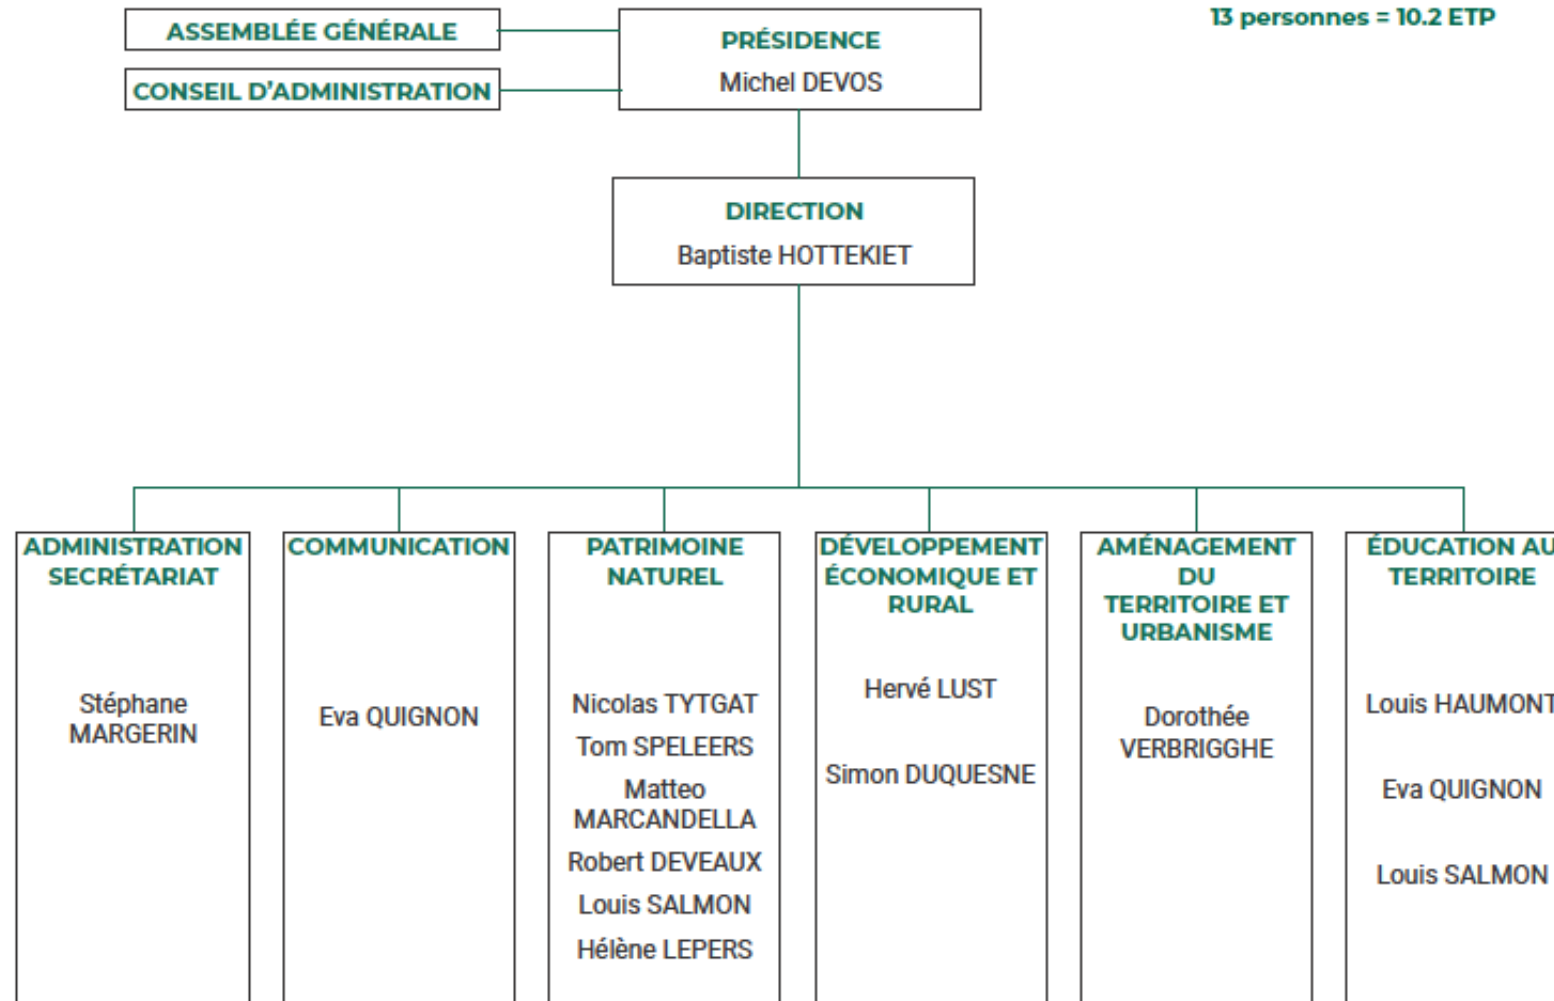 13 personnes = 10.2 ETP
ASSEMBLÉE GÉNÉRALE
CONSEIL D'ADMINISTRATION
PRÉSIDENCE
Michel DEVOS
DIRECTION
Baptiste HOTTEKIET
ADMINISTRATION
SECRÉTARIAT
Stéphane
MARGERIN
COMMUNICATION
Eva QUIGNON
PATRIMOINE
NATUREL
Nicolas TYTGAT
Tom SPELEERS
Matteo
MARCANDELLA
Robert DEVEAUX
Louis SALMON
Hélène LEPERS
DÉVELOPPEMENT
ÉCONOMIQUE ET
RURAL
Hervé LUST
Simon DUQUESNE
AMÉNAGEMENT
DU
TERRITOIRE ET
URBANISME
Dorothée
VERBRIGGHE
ÉDUCATION AU
TERRITOIRE
Louis HAUMONT
Eva QUIGNON
Louis SALMON